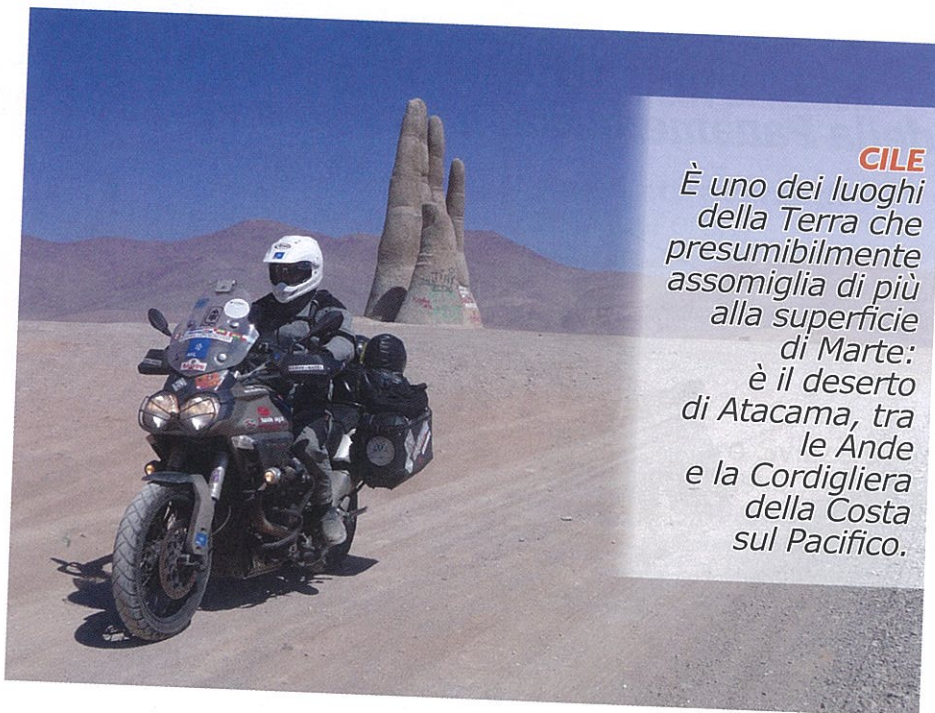 CILE
È uno dei luoghi
della Terra che
presumibilmente
assomiglia di più
alla superficie
di Marte:
è il deserto
di Atacama, tra
le Ande
e la Cordigliera
della Costa
sul Pacifico.